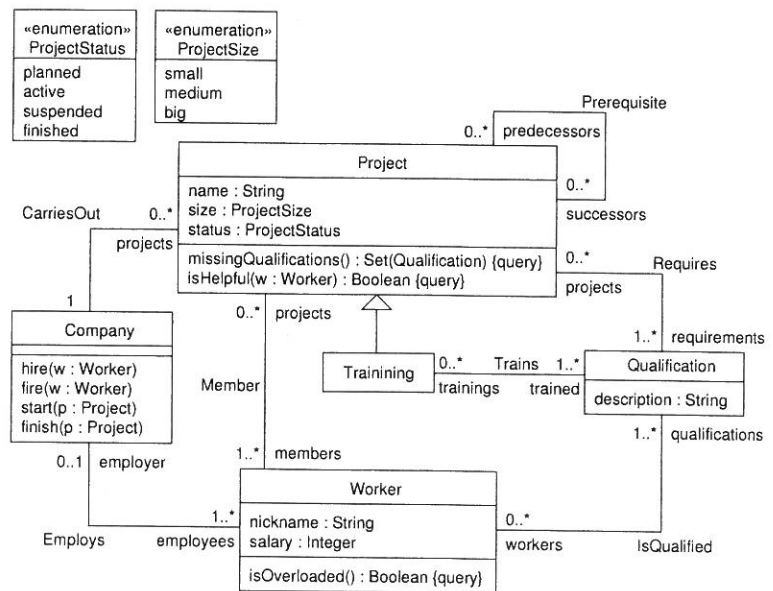 «enumeration»
ProjectStatus
planned
active
suspended
finished
«enumeration»
ProjectSize
small
medium
big
Prerequisite
0..*
predecessors
0..*
successors
Project
name : String
size : ProjectSize
status : ProjectStatus
missingQualifications() : Set(Qualification) {query}
isHelpful(w : Worker) : Boolean {query}
CarriesOut
0..*
projects
1
0..*
projects
Requires
1..*
requirements
Company
hire(w : Worker)
fire(w : Worker)
start(p : Project)
finish(p : Project)
0..*
projects
Member
1..*
members
Trainining
0..*
Trains
1..*
trainings
trained
Qualification
description : String
1..*
qualifications
0..1
employer
Employs
1..*
employees
Worker
nickname : String
salary : Integer
isOverloaded() : Boolean {query}
0..*
workers
IsQualified